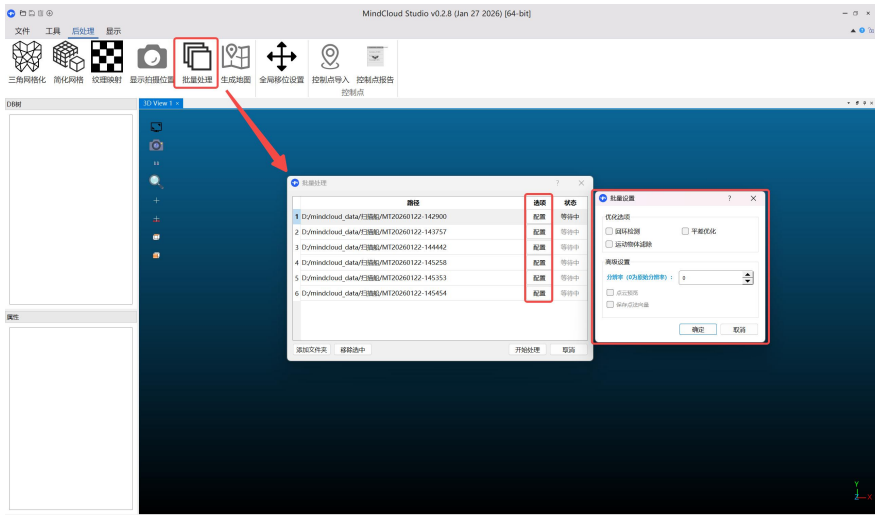 MindCloud Studio v0.2.8 (Jan 27 2026) [64-bit]
文件 工具 后处理 显示
三角网格化 简化网格 纹理映射 显示拍摄位置 批量处理 生成地图 全局移位设置 控制点导入 控制点报告
控制点
DB树
3D View 1 ×
批量处理 ? ×
路径 选项 状态
1 D:/mindcloud_data/扫描船/MT20260122-142900 配置 等待中
2 D:/mindcloud_data/扫描船/MT20260122-143757 配置 等待中
3 D:/mindcloud_data/扫描船/MT20260122-144442 配置 等待中
4 D:/mindcloud_data/扫描船/MT20260122-145258 配置 等待中
5 D:/mindcloud_data/扫描船/MT20260122-145353 配置 等待中
6 D:/mindcloud_data/扫描船/MT20260122-145454 配置 等待中
添加文件夹 移除选中 开始处理 取消
批量设置 ? ×
优化选项
回环检测 平差优化
运动物体滤除
高级设置
分辨率(0为原始分辨率): 0
保存点法向量
确定 取消
属性
Y
Z X